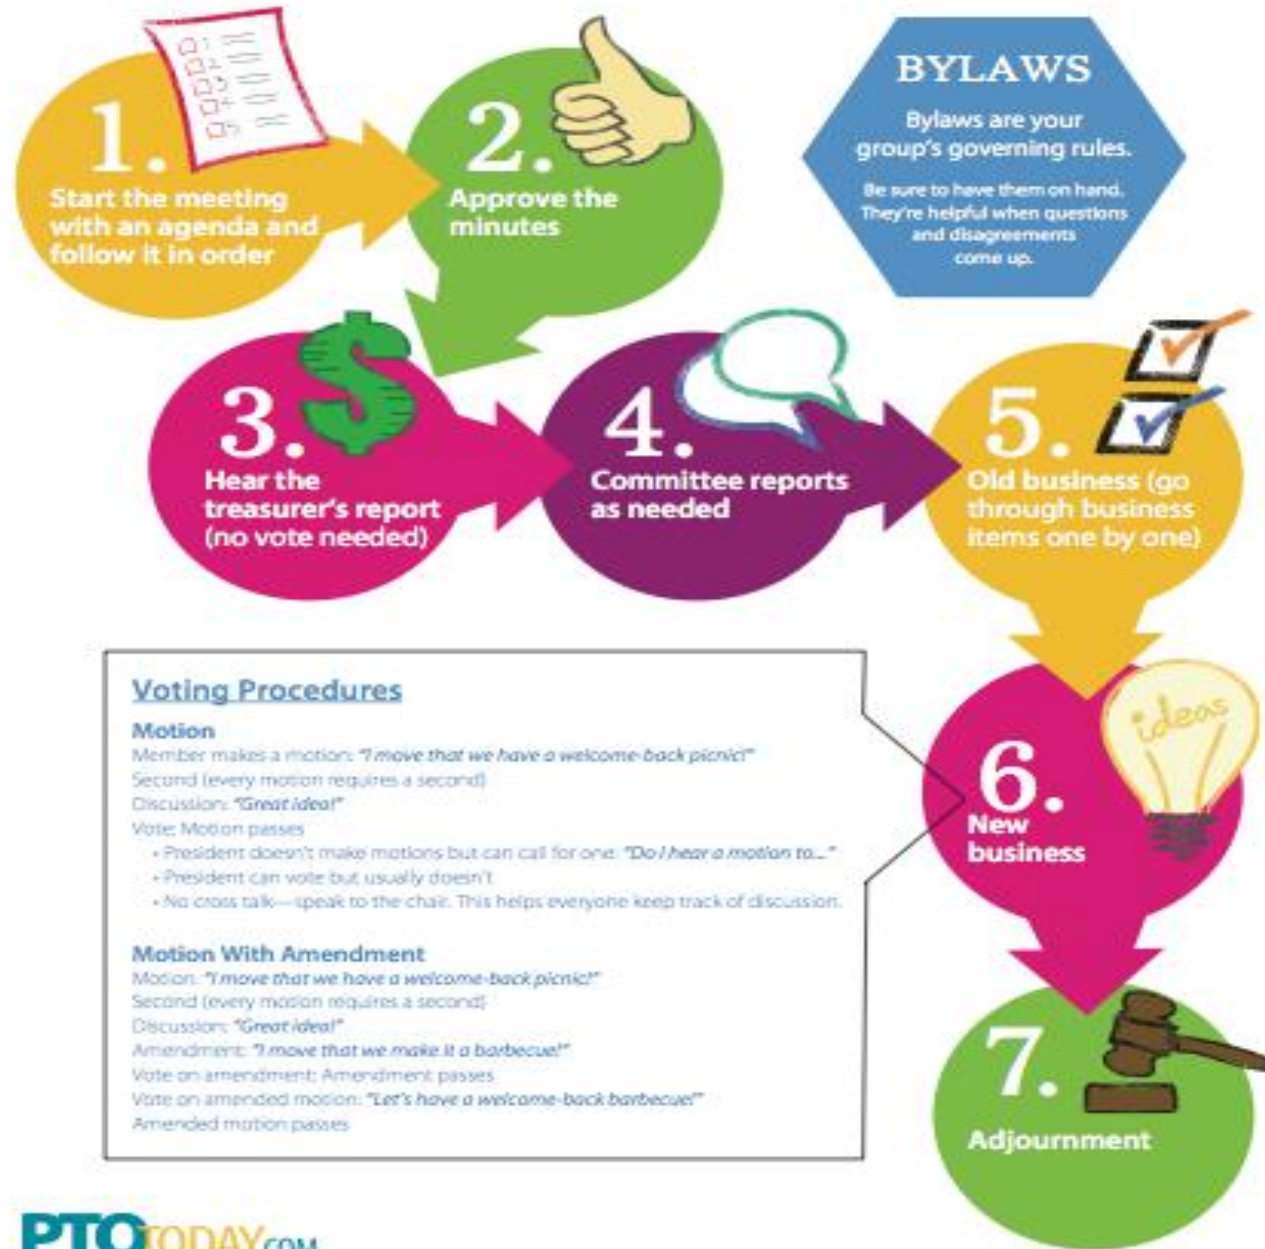 1.
Start the meeting
with an agenda and
follow it in order
2.
Approve the
minutes
BYLAWS
Bylaws are your
group's governing rules.
Be sure to have them on hand.
They're helpful when questions
and disagreements
come up.
3.
Hear the
treasurer's report
(no vote needed)
4.
Committee reports
as needed
5.
Old business (go
through business
items one by one)
Voting Procedures
Motion
Member makes a motion: "I move that we have a welcome-back picnic!"
Second (every motion requires a second)
Discussion: "Great idea!"
Vote: Motion passes
• President doesn't make motions but can call for one: "Do I hear a motion to..."
• President can vote but usually doesn't
• No cross talk—speak to the chair. This helps everyone keep track of discussion.
Motion With Amendment
Motion: "I move that we have a welcome-back picnic!"
Second (every motion requires a second)
Discussion: "Great idea!"
Amendment: "I move that we make it a barbecue!"
Vote on amendment: Amendment passes
Vote on amended motion: "Let's have a welcome-back barbecue!"
Amended motion passes
ideas
6.
New
business
7.
Adjournment
PTOTODAY.COM